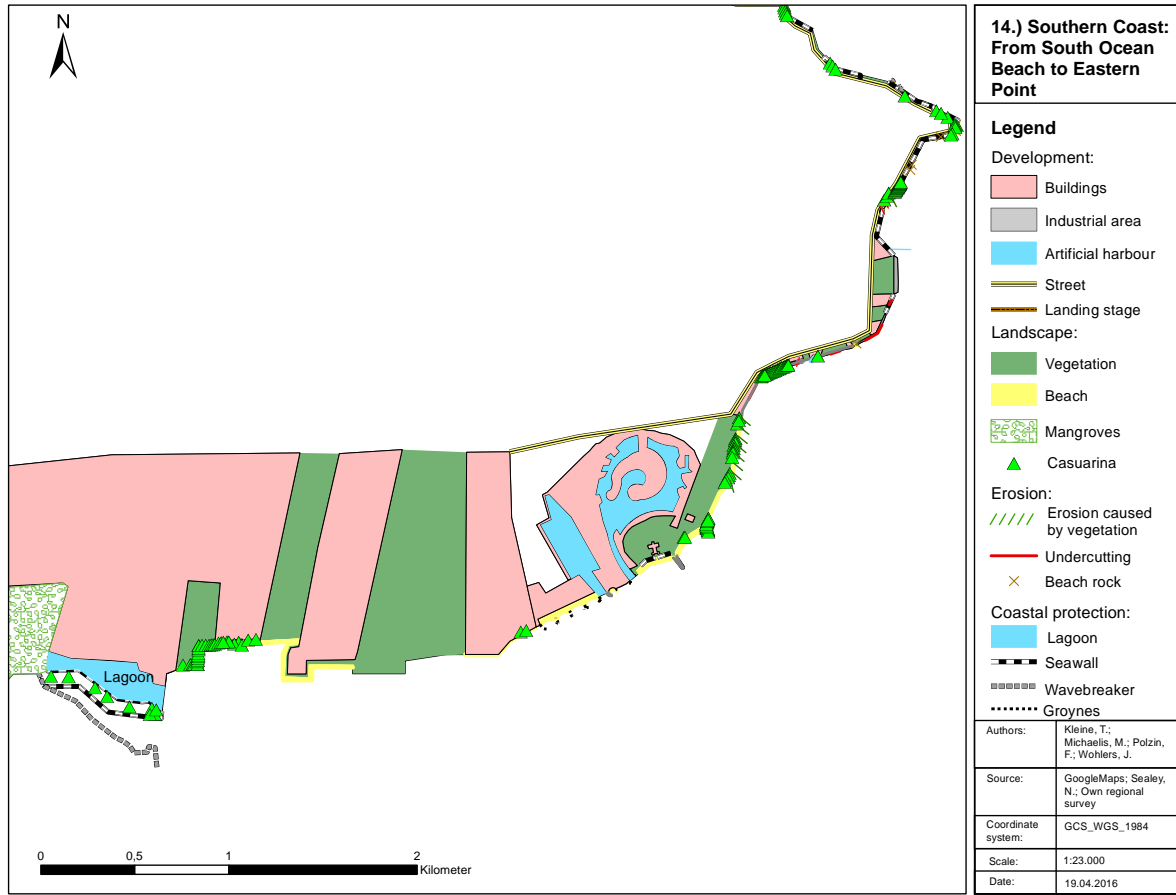 N
14.) Southern Coast:
From South Ocean
Beach to Eastern
Point
Legend
Development:
Buildings
Industrial area
Artificial harbour
Street
Landing stage
Landscape:
Vegetation
Beach
Mangroves
Casuarina
Erosion:
Erosion caused
by vegetation
Undercutting
Beach rock
Coastal protection:
Lagoon
Seawall
Wavebreaker
Groynes
Authors:
Kleine, T.;
Michaelis, M.; Polzin,
F.; Wohlers, J.
Source:
GoogleMaps; Sealey,
N.; Own regional
survey
Coordinate
system:
GCS_WGS_1984
Scale:
1:23.000
Date:
19.04.2016
Lagoon
0 0,5 1 2
Kilometer